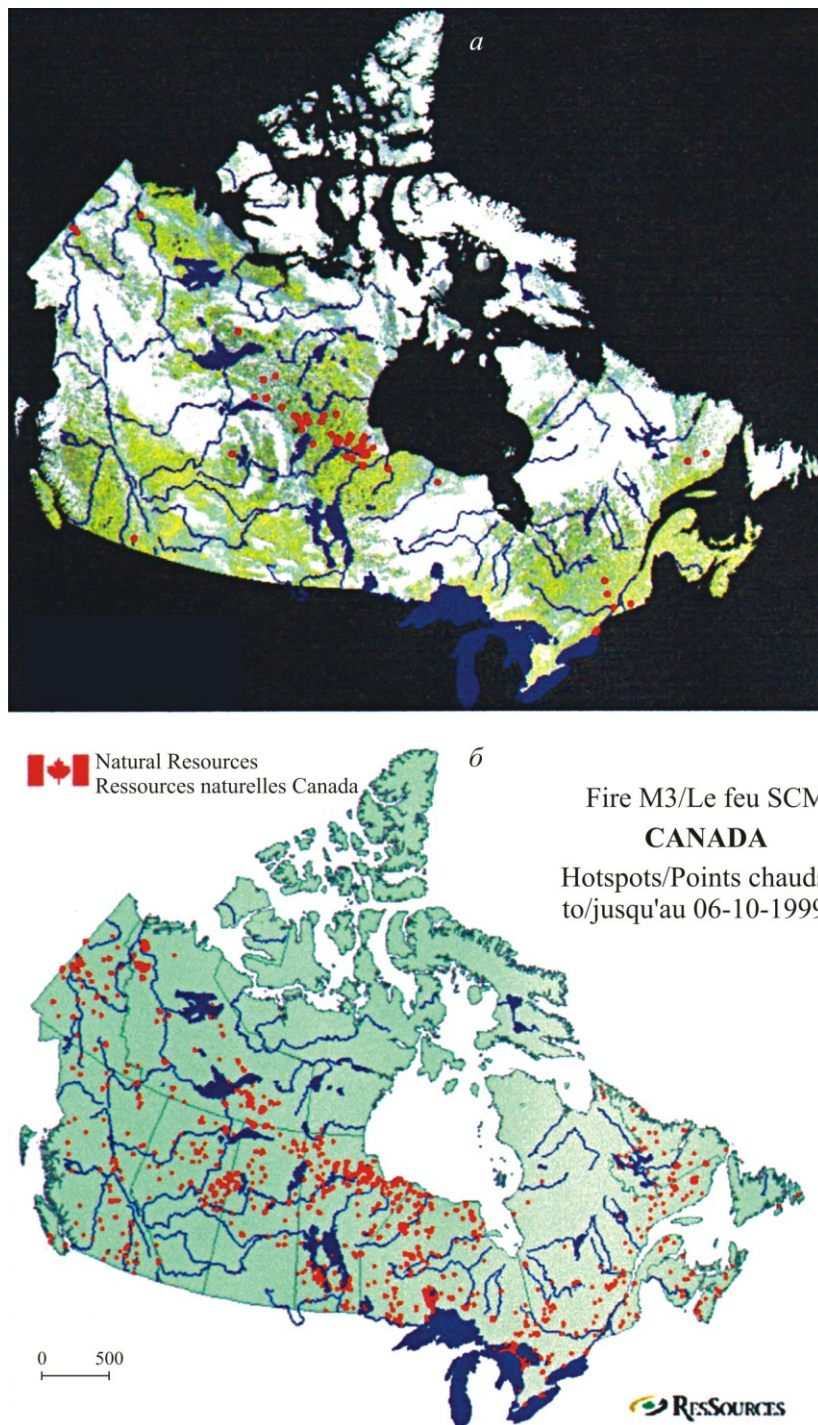 а
Natural Resources
Ressources naturelles Canada
б
Fire M3/Le feu SCM
CANADA
Hotspots/Points chauds
to/jusqu'au 06-10-1999
0 500
RESSOURCES